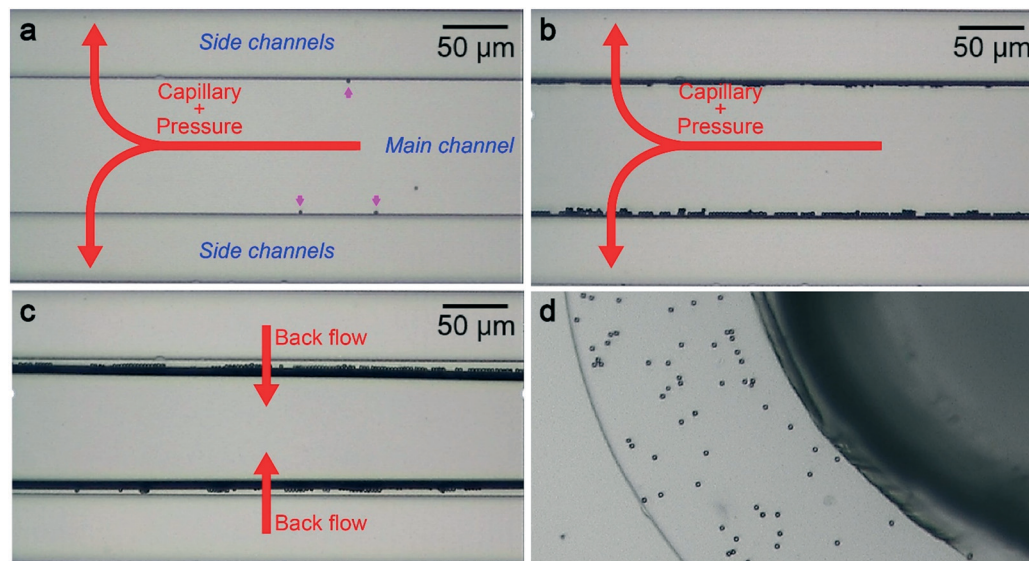 a
Side channels
50 µm
Capillary
+
Pressure
Main channel
Side channels
b
50 µm
Capillary
+
Pressure
c
50 µm
Back flow
Back flow
d